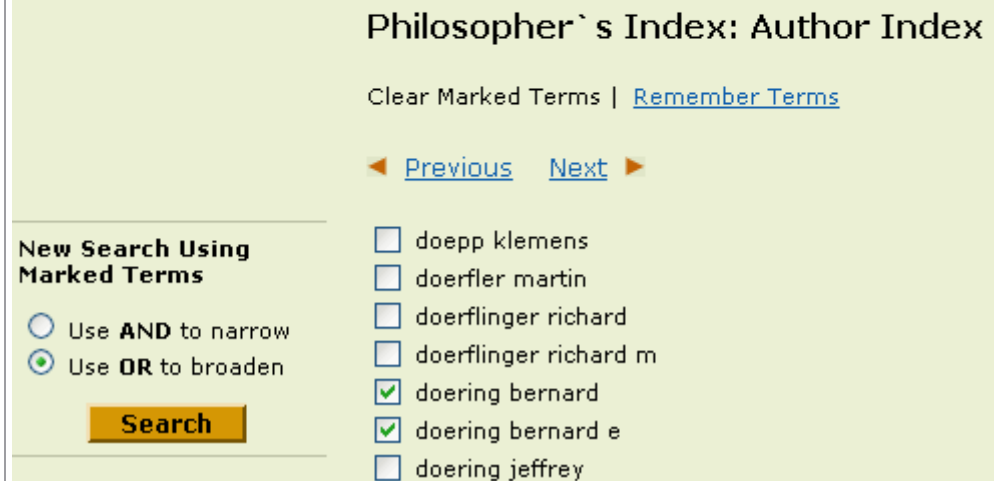 Philosopher`s Index: Author Index
Clear Marked Terms | Remember Terms
Previous Next
New Search Using
Marked Terms
Use AND to narrow
Use OR to broaden
Search
doepp klemens
doerfler martin
doerflinger richard
doerflinger richard m
doering bernard
doering bernard e
doering jeffrey